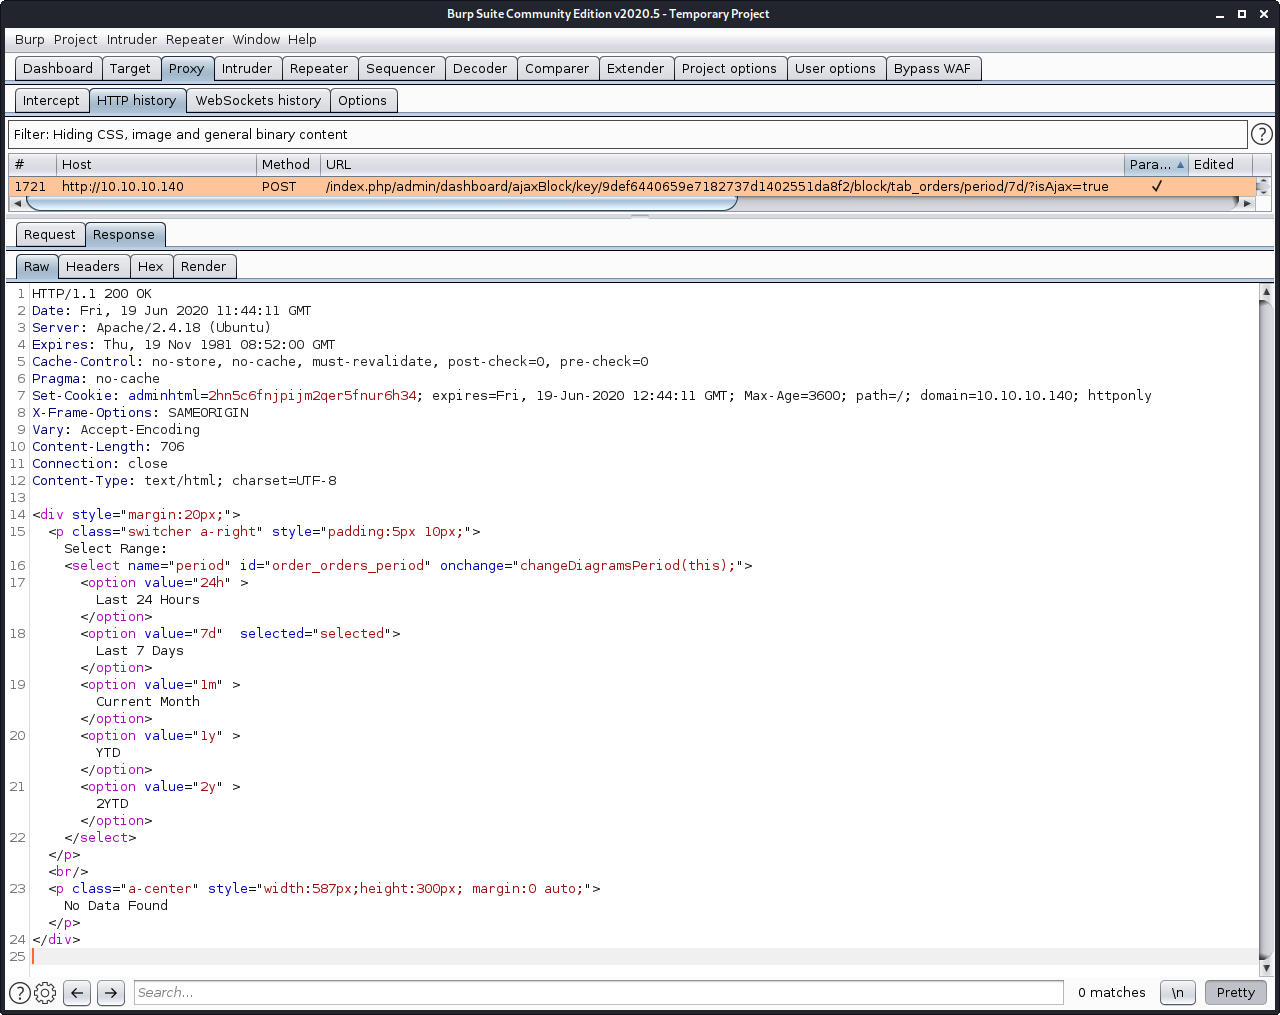 Burp Suite Community Edition v2020.5 - Temporary Project
Burp Project Intruder Repeater Window Help
Dashboard Target Proxy Intruder Repeater Sequencer Decoder Comparer Extender Project options User options Bypass WAF
Intercept HTTP history WebSockets history Options
Filter: Hiding CSS, image and general binary content ?
# Host Method URL Para... Edited
1721 http://10.10.10.140 POST /index.php/admin/dashboard/ajaxBlock/key/9def6440659e7182737d1402551da8f2/block/tab_orders/period/7d/?isAjax=true ✓
Request Response
Raw Headers Hex Render
1 HTTP/1.1 200 OK
2 Date: Fri, 19 Jun 2020 11:44:11 GMT
3 Server: Apache/2.4.18 (Ubuntu)
4 Expires: Thu, 19 Nov 1981 08:52:00 GMT
5 Cache-Control: no-store, no-cache, must-revalidate, post-check=0, pre-check=0
6 Pragma: no-cache
7 Set-Cookie: adminhtml=2hn5c6fnjpijm2qer5fnur6h34; expires=Fri, 19-Jun-2020 12:44:11 GMT; Max-Age=3600; path=/; domain=10.10.10.140; httponly
8 X-Frame-Options: SAMEORIGIN
9 Vary: Accept-Encoding
10 Content-Length: 706
11 Connection: close
12 Content-Type: text/html; charset=UTF-8
13
14 <div style="margin:20px;">
15 <p class="switcher a-right" style="padding:5px 10px;">
Select Range:
16 <select name="period" id="order_orders_period" onchange="changeDiagramsPeriod(this);">
17 <option value="24h" >
Last 24 Hours
</option>
18 <option value="7d"  selected="selected">
Last 7 Days
</option>
19 <option value="1m" >
Current Month
</option>
20 <option value="1y" >
YTD
</option>
21 <option value="2y" >
2YTD
</option>
22 </select>
</p>
<br/>
23 <p class="a-center" style="width:587px;height:300px; margin:0 auto;">
No Data Found
</p>
24 </div>
25
? Search... 0 matches \n Pretty